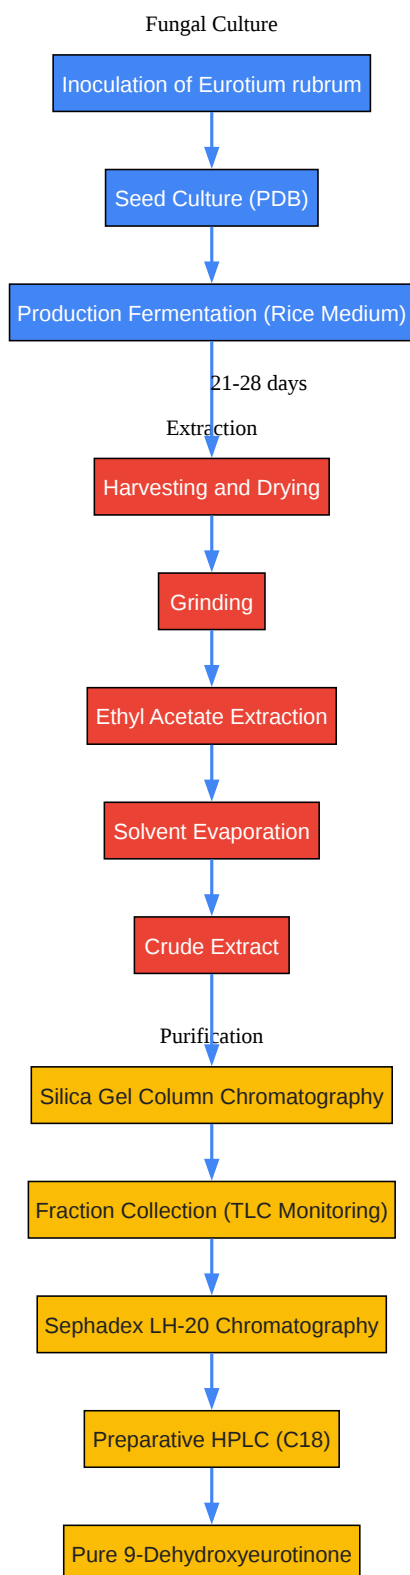 Fungal Culture
Inoculation of Eurotium rubrum
Seed Culture (PDB)
Production Fermentation (Rice Medium)
21-28 days
Extraction
Harvesting and Drying
Grinding
Ethyl Acetate Extraction
Solvent Evaporation
Crude Extract
Purification
Silica Gel Column Chromatography
Fraction Collection (TLC Monitoring)
Sephadex LH-20 Chromatography
Preparative HPLC (C18)
Pure 9-Dehydroxyeurotinone